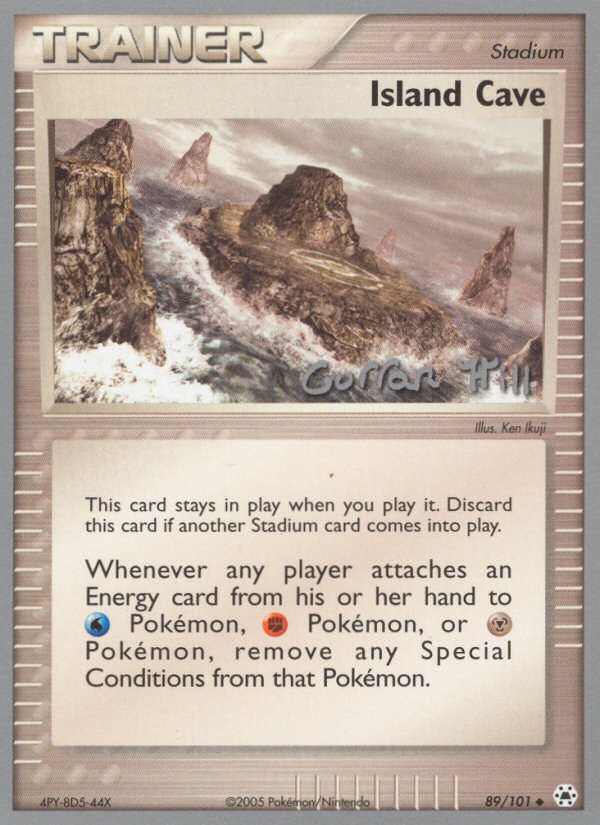 TRAINER
Stadium
Island Cave
Curran Hill
Illus. Ken Ikuji
This card stays in play when you play it. Discard
this card if another Stadium card comes into play.
Whenever any player attaches an
Energy card from his or her hand to
Pokémon, Pokémon, or
Pokémon, remove any Special
Conditions from that Pokémon.
4PY-8D5-44X
©2005 Pokémon/Nintendo
89/101